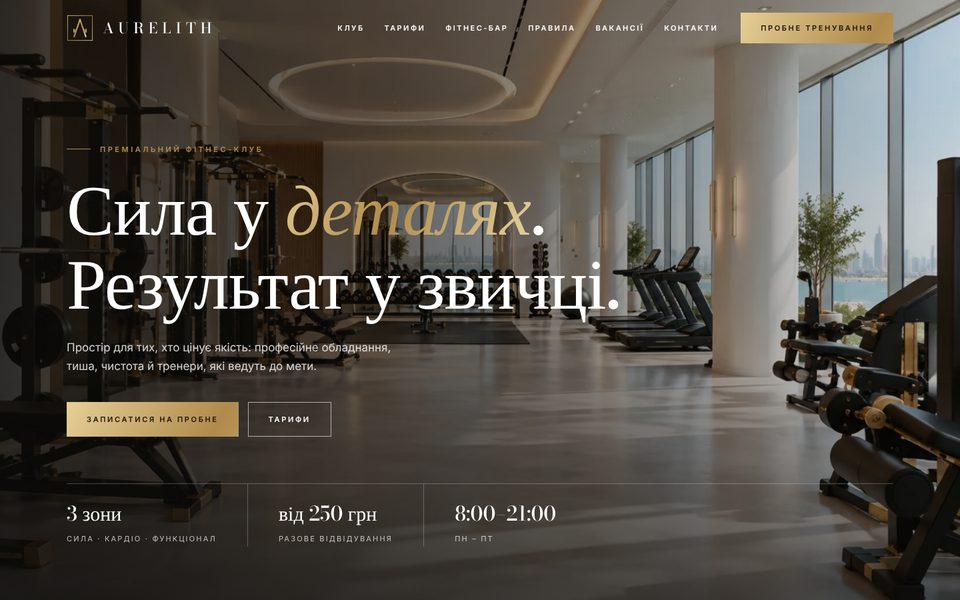 AURELITH
КЛУБ ТАРИФИ ФІТНЕС-БАР ПРАВИЛА ВАКАНСІЇ КОНТАКТИ ПРОБНЕ ТРЕНУВАННЯ
ПРЕМІАЛЬНИЙ ФІТНЕС-КЛУБ
Сила у деталях.
Результат у звичці.
Простір для тих, хто цінує якість: професійне обладнання,
тиша, чистота й тренери, які ведуть до мети.
ЗАПИСАТИСЯ НА ПРОБНЕ ТАРИФИ
3 зони від 250 грн 8:00–21:00
СИЛА · КАРДІО · ФУНКЦІОНАЛ РАЗОВЕ ВІДВІДУВАННЯ ПН – ПТ